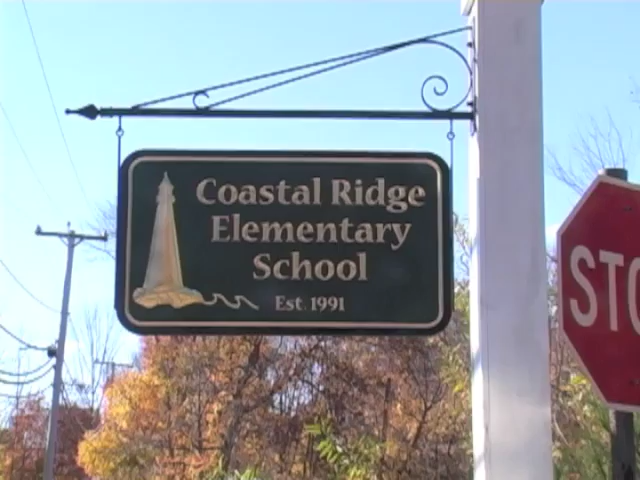 Coastal Ridge
Elementary
School
Est. 1991
STO